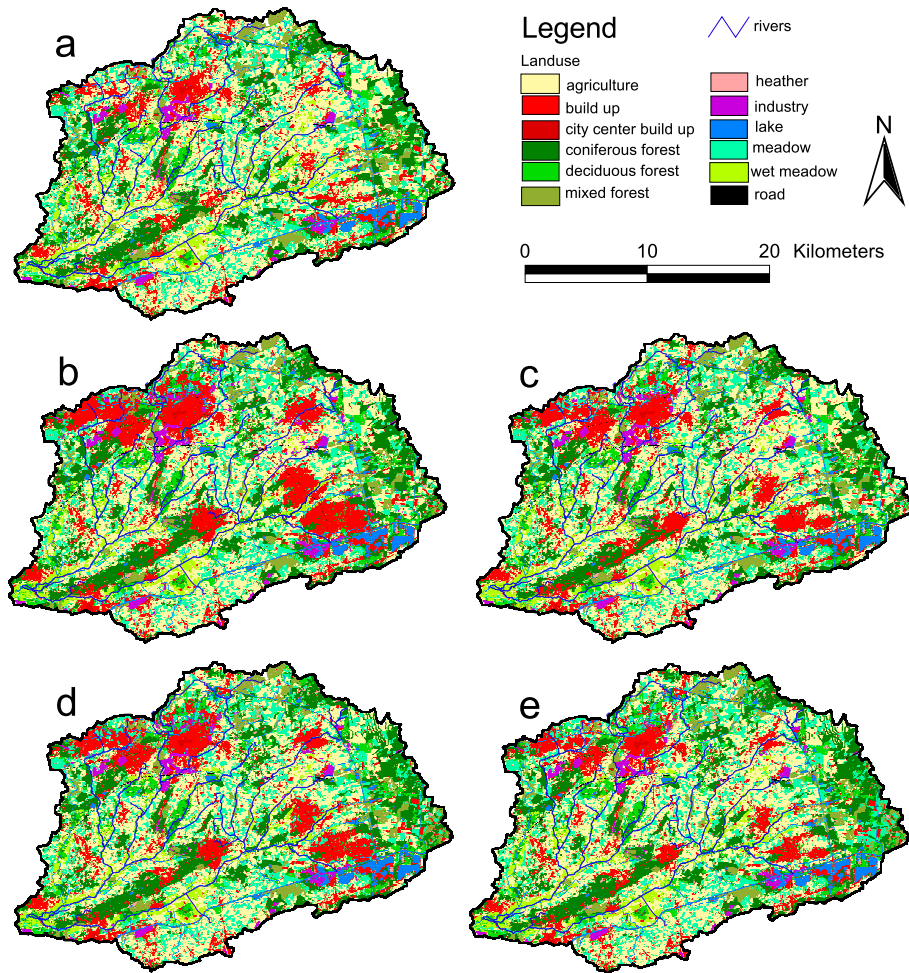 a
Legend
rivers
Landuse
agriculture
build up
city center build up
coniferous forest
deciduous forest
mixed forest
heather
industry
lake
meadow
wet meadow
road
N
0 10 20 Kilometers
b
c
d
e